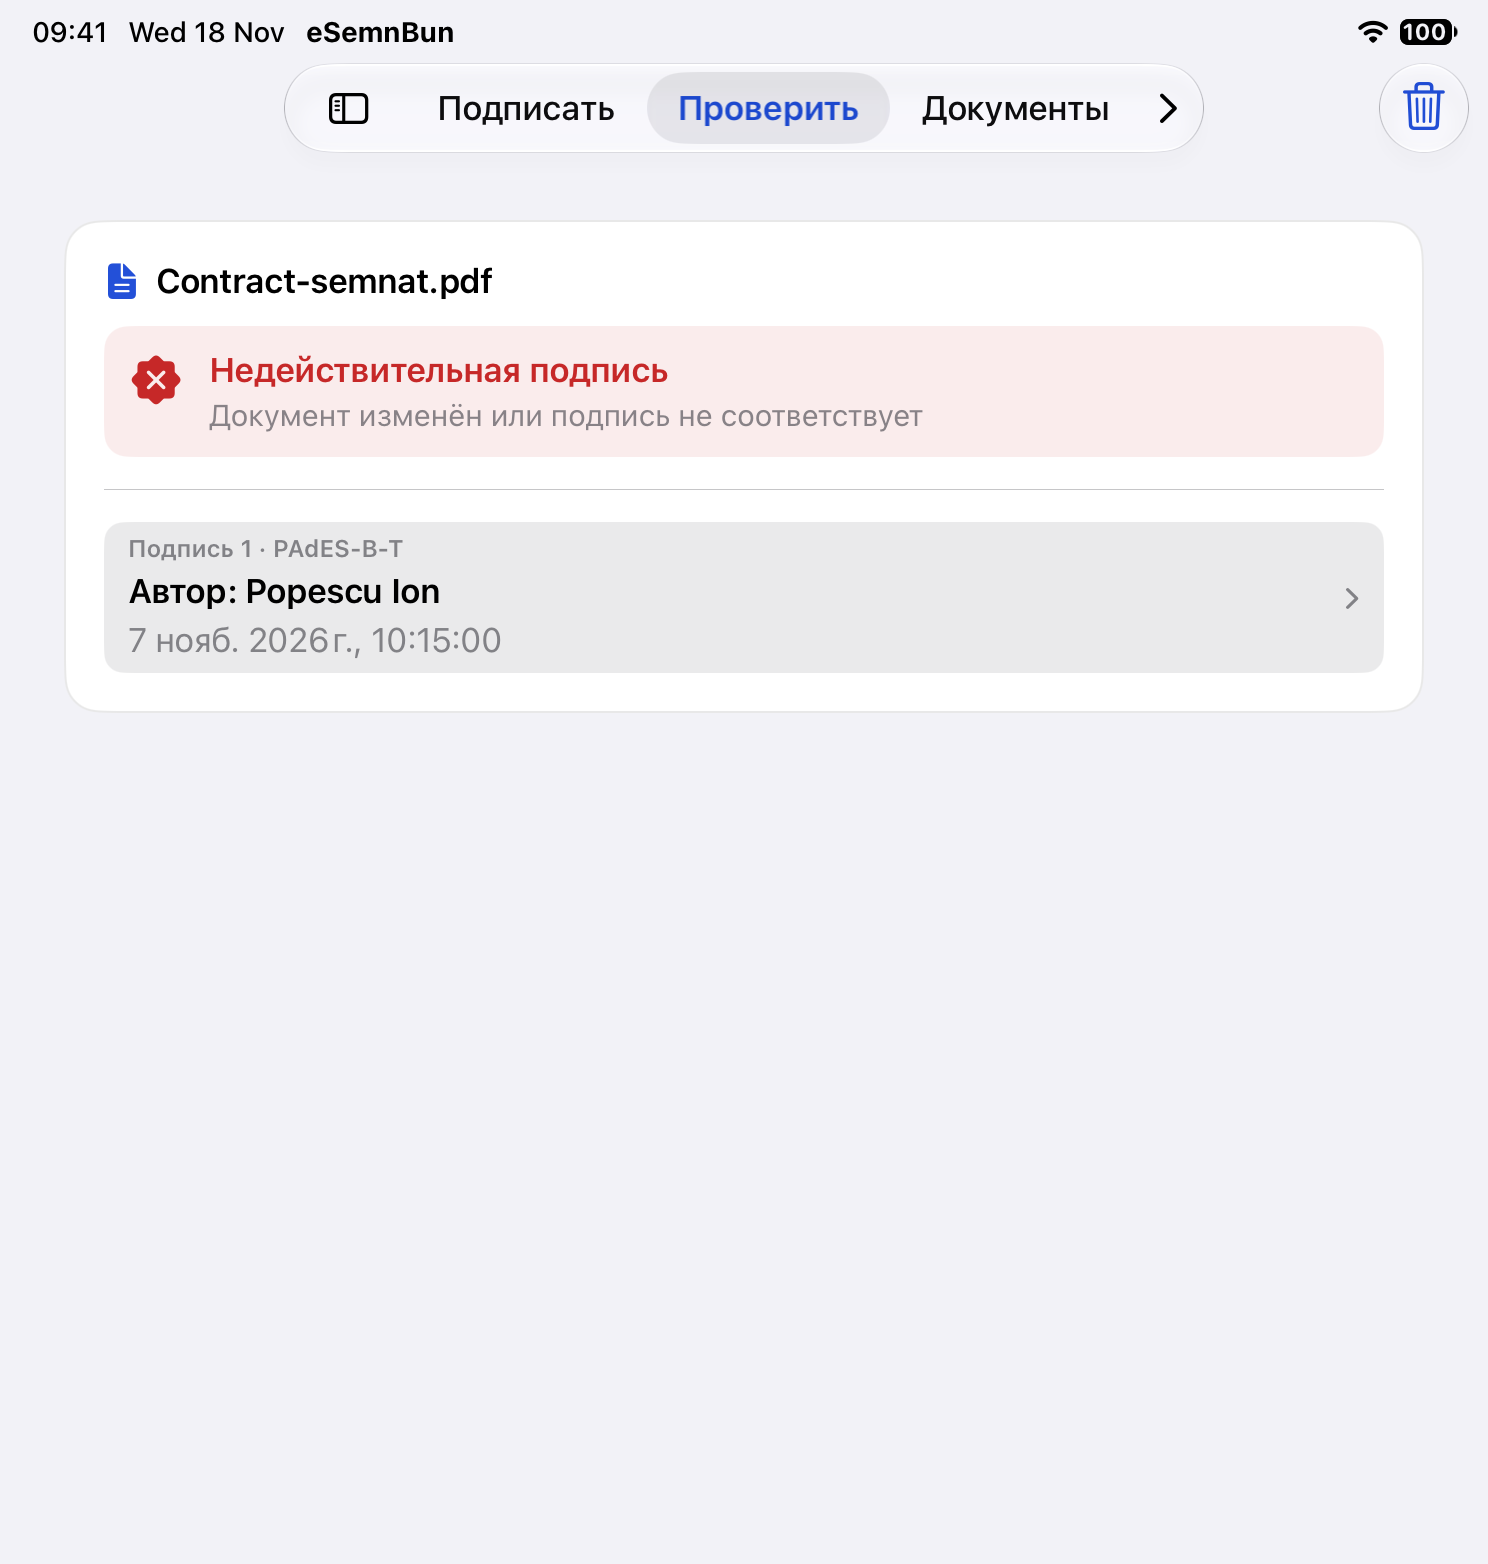 09:41 Wed 18 Nov eSemnBun 100
Подписать Проверить Документы
Contract-semnat.pdf
Недействительная подпись
Документ изменён или подпись не соответствует
Подпись 1 · PAdES-B-T
Автор: Popescu Ion
7 нояб. 2026 г., 10:15:00